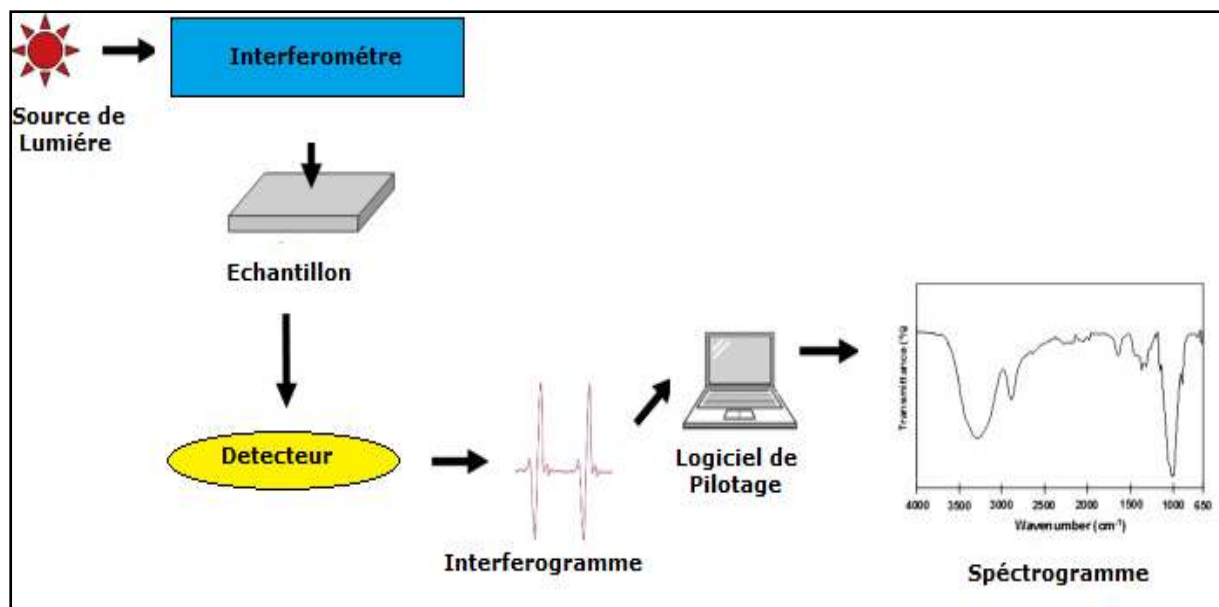 Interferométre
Source de
Lumiére
Echantillon
Detecteur
Interferogramme
Logiciel de
Pilotage
Transmittance (%)
4000 3500 3000 2500 2000 1500 1000 650
Wavenumber (cm-1)
Spéctrogramme